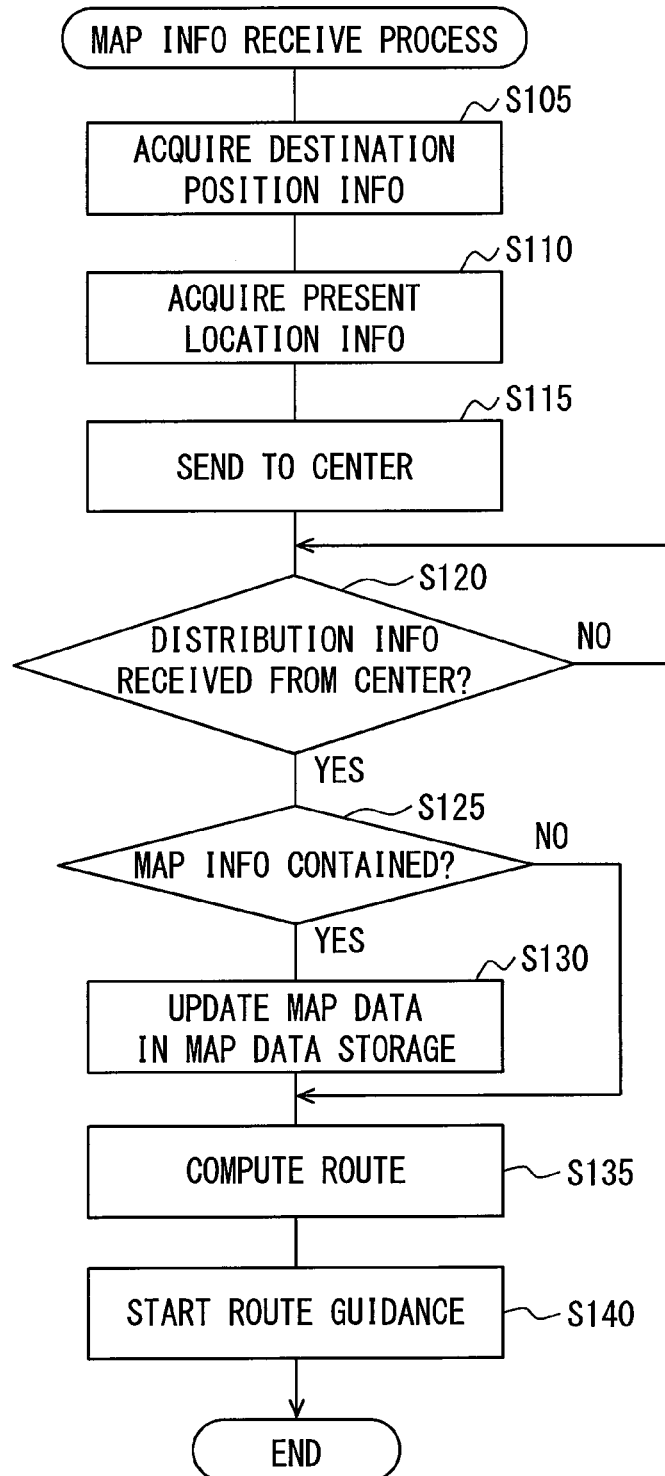 MAP INFO RECEIVE PROCESS
S105
ACQUIRE DESTINATION
POSITION INFO
S110
ACQUIRE PRESENT
LOCATION INFO
S115
SEND TO CENTER
S120
DISTRIBUTION INFO
RECEIVED FROM CENTER?
NO
YES
S125
MAP INFO CONTAINED?
NO
YES
S130
UPDATE MAP DATA
IN MAP DATA STORAGE
COMPUTE ROUTE
S135
START ROUTE GUIDANCE
S140
END